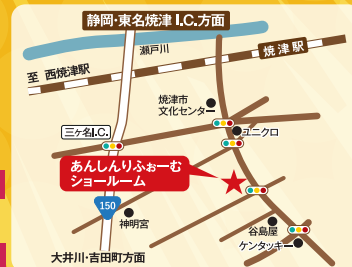 静岡・東名焼津I.C.方面
瀬戸川
焼津駅
至 西焼津駅
焼津市
文化センター
ユニクロ
三ヶ名I.C.
あんしんりふぉーむ
ショールーム
150
神明宮
谷島屋
ケンタッキー
大井川・吉田町方面